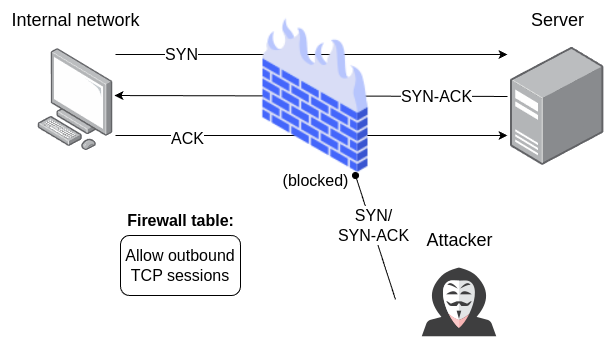 Internal network
Server
SYN
SYN-ACK
ACK
(blocked)
SYN/
SYN-ACK
Attacker
Firewall table:
Allow outbound
TCP sessions